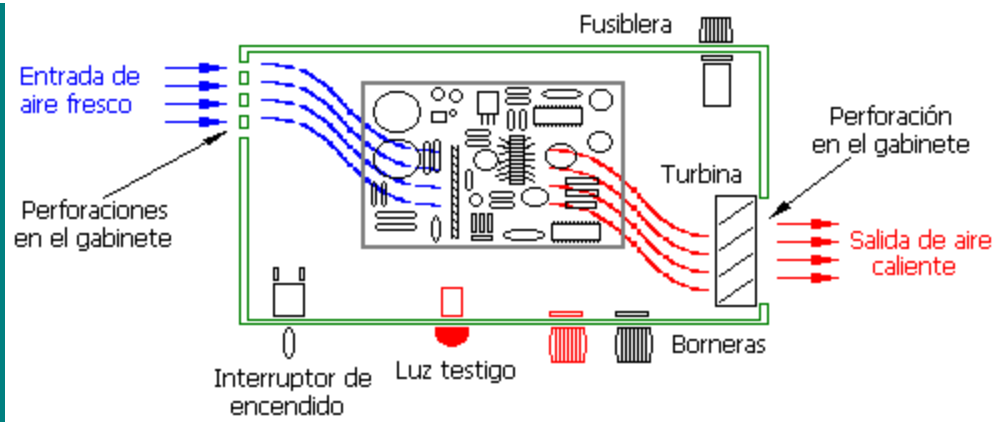 Fusiblera
Entrada de
aire fresco
Perforación
en el gabinete
Turbina
Perforaciones
en el gabinete
Salida de aire
caliente
Interruptor de
encendido
Luz testigo
Borneras